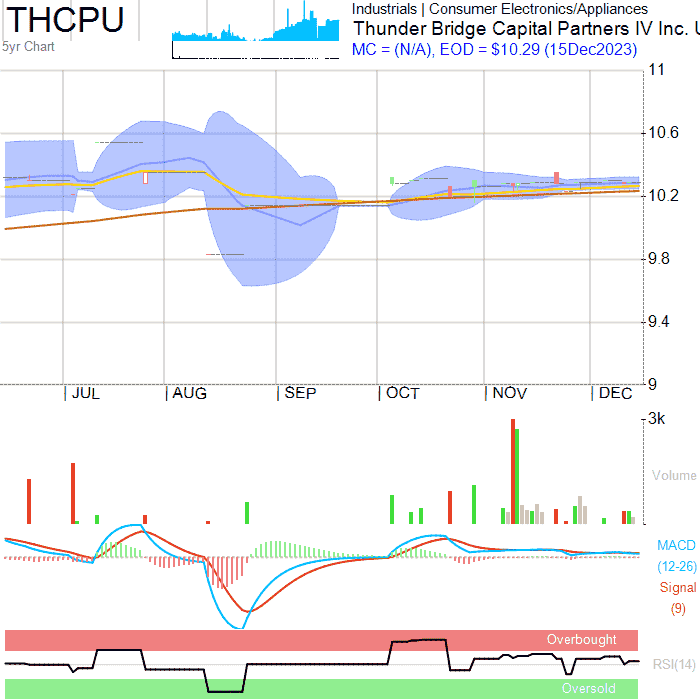 THCPU
5yr Chart
Industrials | Consumer Electronics/Appliances
Thunder Bridge Capital Partners IV Inc. U
MC = (N/A), EOD = $10.29 (15Dec2023)
11
10.6
10.2
9.8
9.4
9
JUL AUG SEP OCT NOV DEC
3k
Volume
MACD
(12-26)
Signal
(9)
Overbought
RSI(14)
Oversold